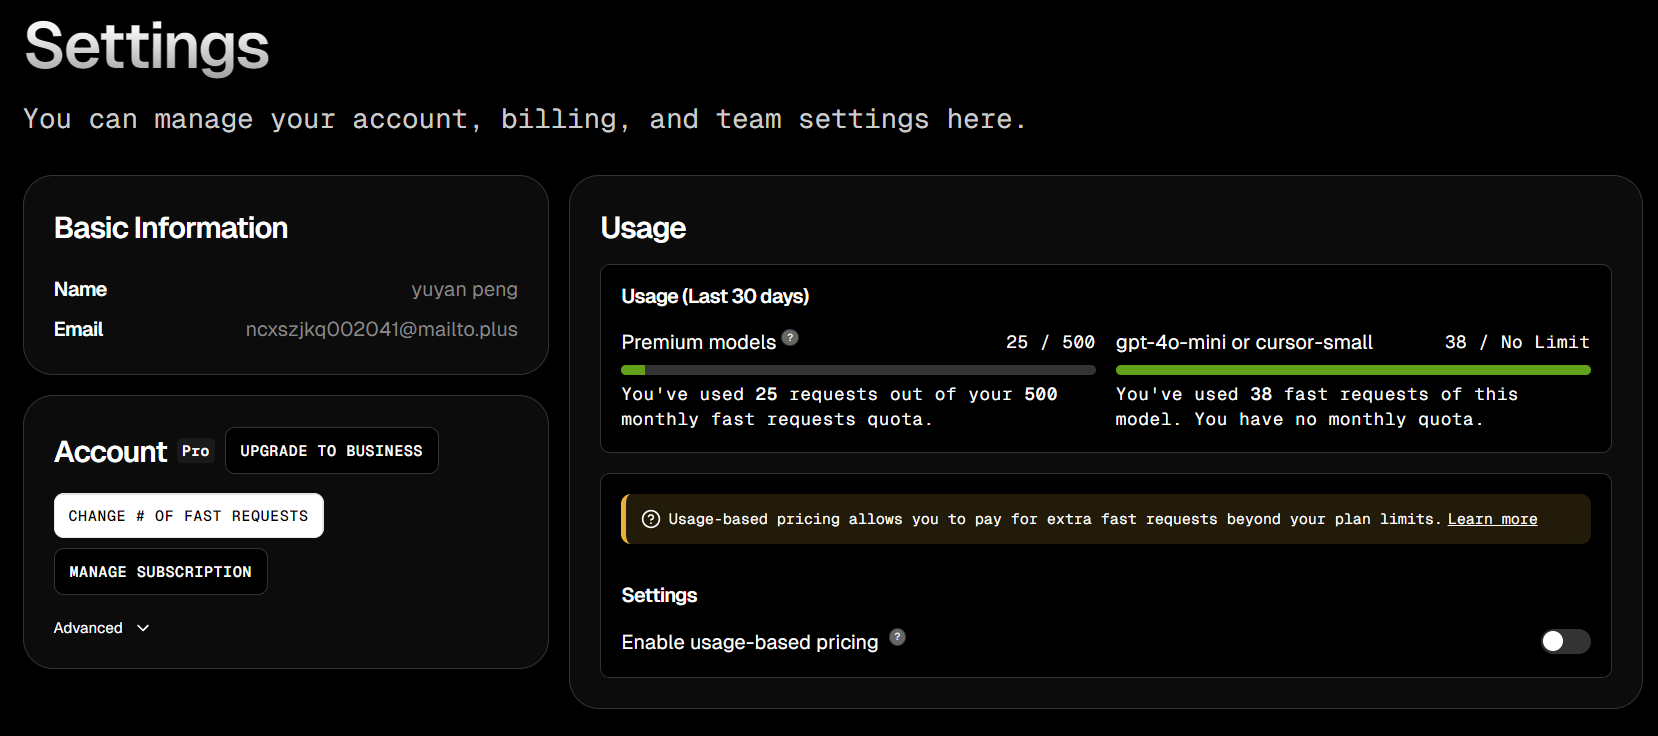 Settings
You can manage your account, billing, and team settings here.
Basic Information
Name yuyan peng
Email ncxszjkq002041@mailto.plus
Account Pro UPGRADE TO BUSINESS
CHANGE # OF FAST REQUESTS
MANAGE SUBSCRIPTION
Advanced
Usage
Usage (Last 30 days)
Premium models ? 25 / 500
You've used 25 requests out of your 500
monthly fast requests quota.
gpt-4o-mini or cursor-small 38 / No Limit
You've used 38 fast requests of this
model. You have no monthly quota.
? Usage-based pricing allows you to pay for extra fast requests beyond your plan limits. Learn more
Settings
Enable usage-based pricing ?